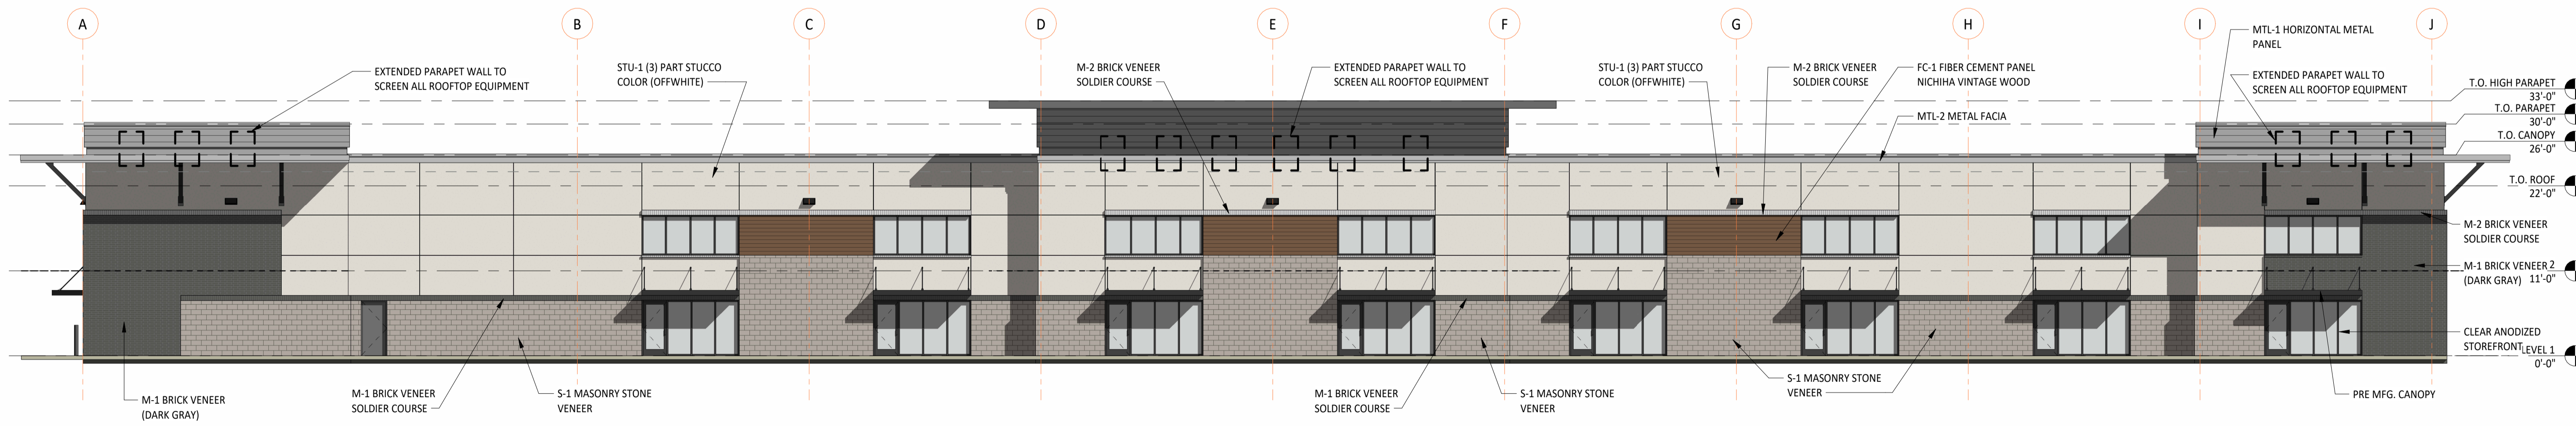 A
B
C
D
E
F
G
H
I
J
EXTENDED PARAPET WALL TO
SCREEN ALL ROOFTOP EQUIPMENT
STU-1 (3) PART STUCCO
COLOR (OFFWHITE)
M-2 BRICK VENEER
SOLDIER COURSE
EXTENDED PARAPET WALL TO
SCREEN ALL ROOFTOP EQUIPMENT
STU-1 (3) PART STUCCO
COLOR (OFFWHITE)
M-2 BRICK VENEER
SOLDIER COURSE
FC-1 FIBER CEMENT PANEL
NICHIHA VINTAGE WOOD
MTL-2 METAL FACIA
MTL-1 HORIZONTAL METAL
PANEL
EXTENDED PARAPET WALL TO
SCREEN ALL ROOFTOP EQUIPMENT
T.O. HIGH PARAPET
33'-0"
T.O. PARAPET
30'-0"
T.O. CANOPY
26'-0"
T.O. ROOF
22'-0"
M-2 BRICK VENEER
SOLDIER COURSE
M-1 BRICK VENEER
(DARK GRAY)
2
11'-0"
CLEAR ANODIZED
STOREFRONT
LEVEL 1
0'-0"
M-1 BRICK VENEER
(DARK GRAY)
M-1 BRICK VENEER
SOLDIER COURSE
S-1 MASONRY STONE
VENEER
M-1 BRICK VENEER
SOLDIER COURSE
S-1 MASONRY STONE
VENEER
S-1 MASONRY STONE
VENEER
PRE MFG. CANOPY